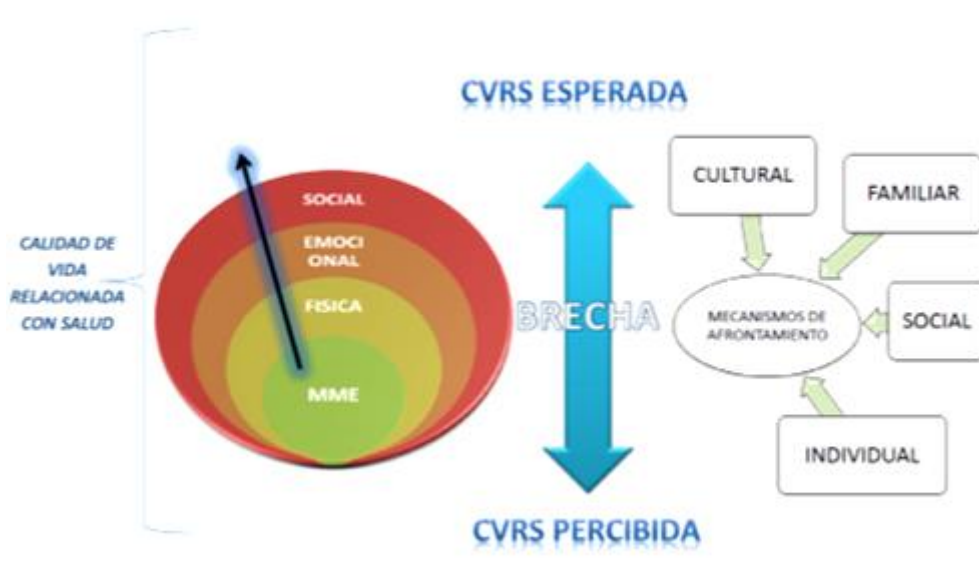 CALIDAD DE
VIDA
RELACIONADA
CON SALUD
SOCIAL
EMOCI
ONAL
FISICA
MME
CVRS ESPERADA
BRECHA
CVRS PERCIBIDA
CULTURAL
FAMILIAR
MECANISMOS DE
AFRONTAMIENTO
SOCIAL
INDIVIDUAL